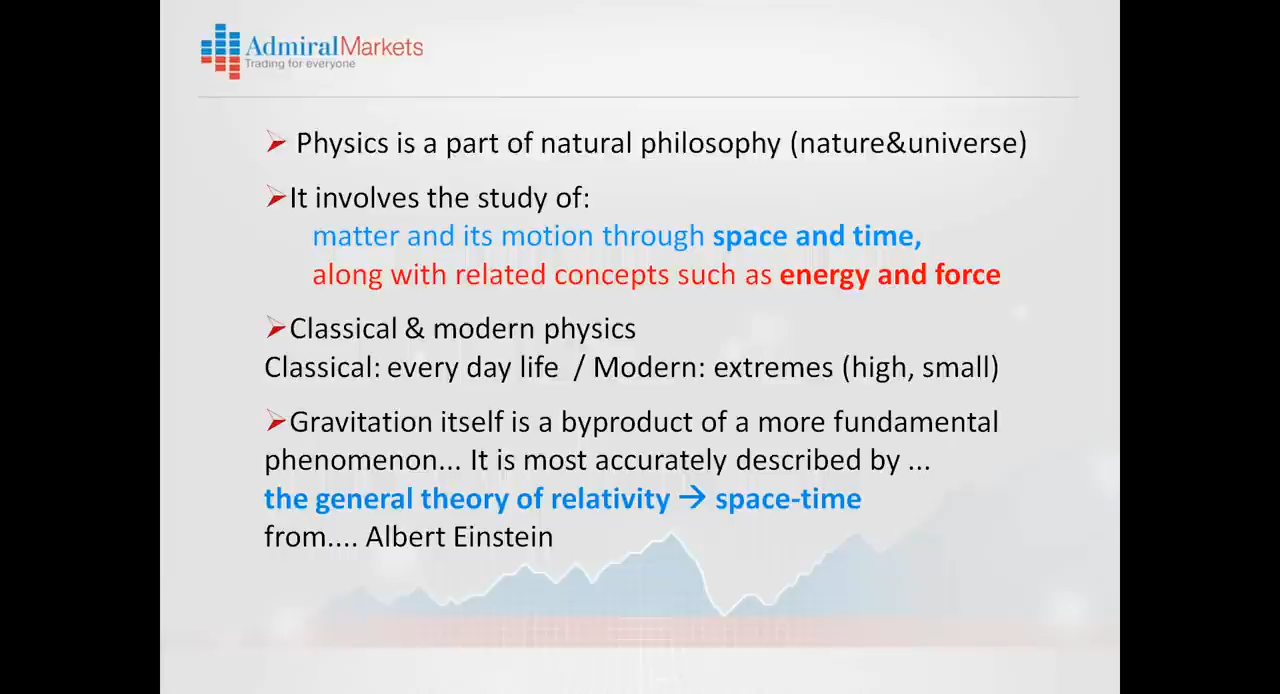 AdmiralMarkets
Trading for everyone
➢ Physics is a part of natural philosophy (nature&universe)
➢It involves the study of:
matter and its motion through space and time,
along with related concepts such as energy and force
➢Classical & modern physics
Classical: every day life / Modern: extremes (high, small)
➢Gravitation itself is a byproduct of a more fundamental
phenomenon... It is most accurately described by ...
the general theory of relativity → space-time
from.... Albert Einstein